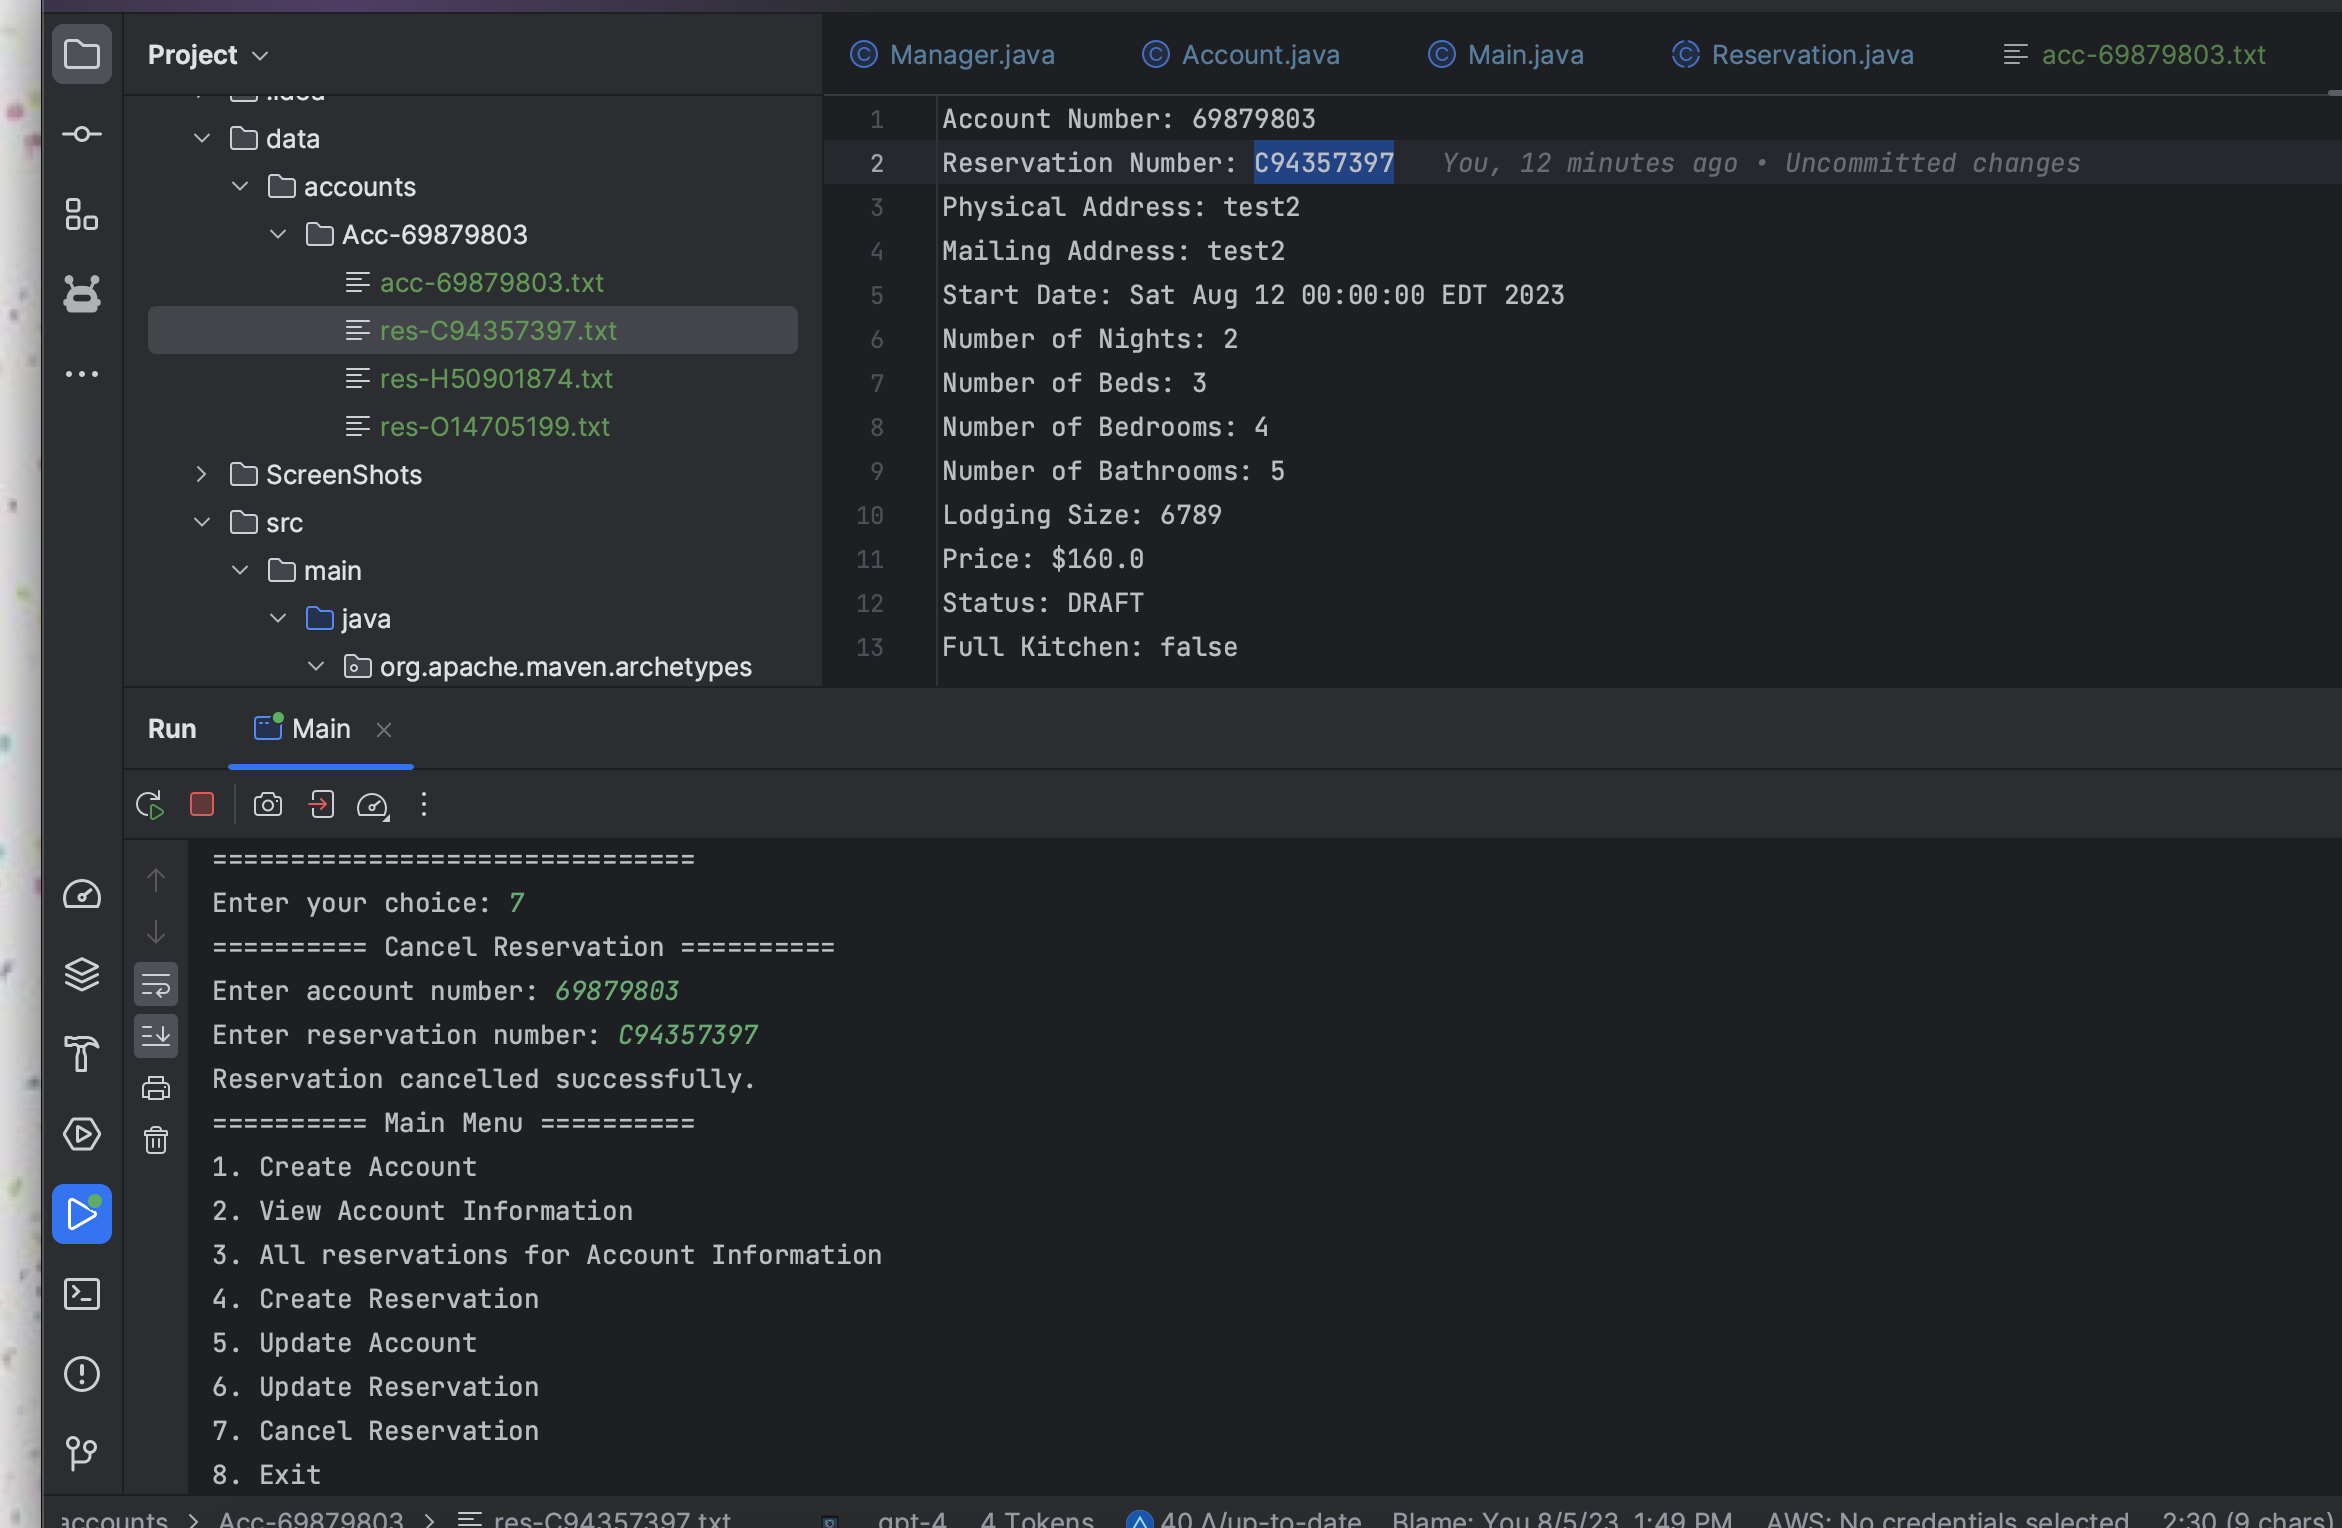 Project
Manager.java
Account.java
Main.java
Reservation.java
acc-69879803.txt
.idea
data
accounts
Acc-69879803
acc-69879803.txt
res-C94357397.txt
res-H50901874.txt
res-O14705199.txt
ScreenShots
src
main
java
org.apache.maven.archetypes
1 Account Number: 69879803
2 Reservation Number: C94357397 You, 12 minutes ago • Uncommitted changes
3 Physical Address: test2
4 Mailing Address: test2
5 Start Date: Sat Aug 12 00:00:00 EDT 2023
6 Number of Nights: 2
7 Number of Beds: 3
8 Number of Bedrooms: 4
9 Number of Bathrooms: 5
10 Lodging Size: 6789
11 Price: $160.0
12 Status: DRAFT
13 Full Kitchen: false
Run Main
===============================
Enter your choice: 7
========== Cancel Reservation ==========
Enter account number: 69879803
Enter reservation number: C94357397
Reservation cancelled successfully.
========== Main Menu ==========
1. Create Account
2. View Account Information
3. All reservations for Account Information
4. Create Reservation
5. Update Account
6. Update Reservation
7. Cancel Reservation
8. Exit
accounts > Acc-69879803 > res-C94357397.txt gpt-4 4 Tokens 40 Δ/up-to-date Blame: You 8/5/23, 1:49 PM AWS: No credentials selected 2:30 (9 chars)